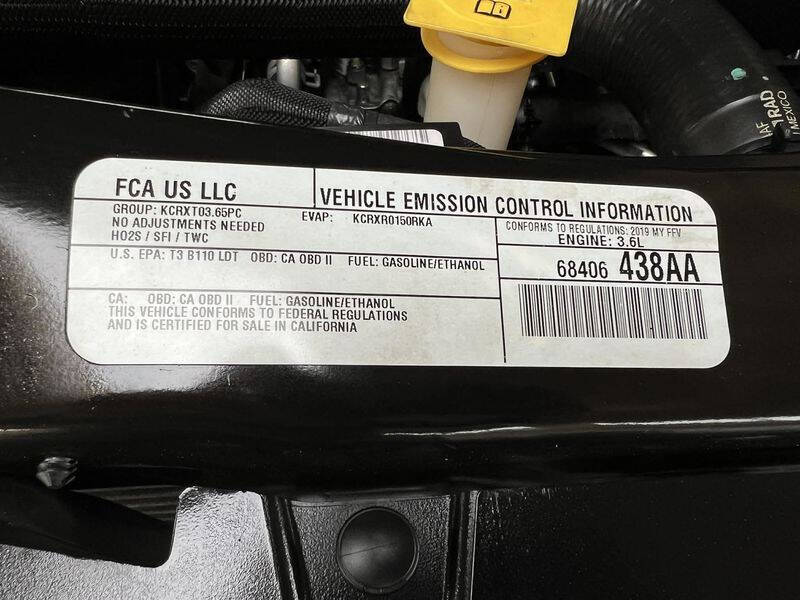 RAD
AF
MEXICO
FCA US LLC
VEHICLE EMISSION CONTROL INFORMATION
GROUP: KCRXT03.65PC EVAP: KCRXR0150RKA
NO ADJUSTMENTS NEEDED
HO2S / SFI / TWC
CONFORMS TO REGULATIONS: 2019 MY FFV
ENGINE: 3.6L
U.S. EPA: T3 B110 LDT OBD: CA OBD II FUEL: GASOLINE/ETHANOL
68406 438AA
CA: OBD: CA OBD II FUEL: GASOLINE/ETHANOL
THIS VEHICLE CONFORMS TO FEDERAL REGULATIONS
AND IS CERTIFIED FOR SALE IN CALIFORNIA